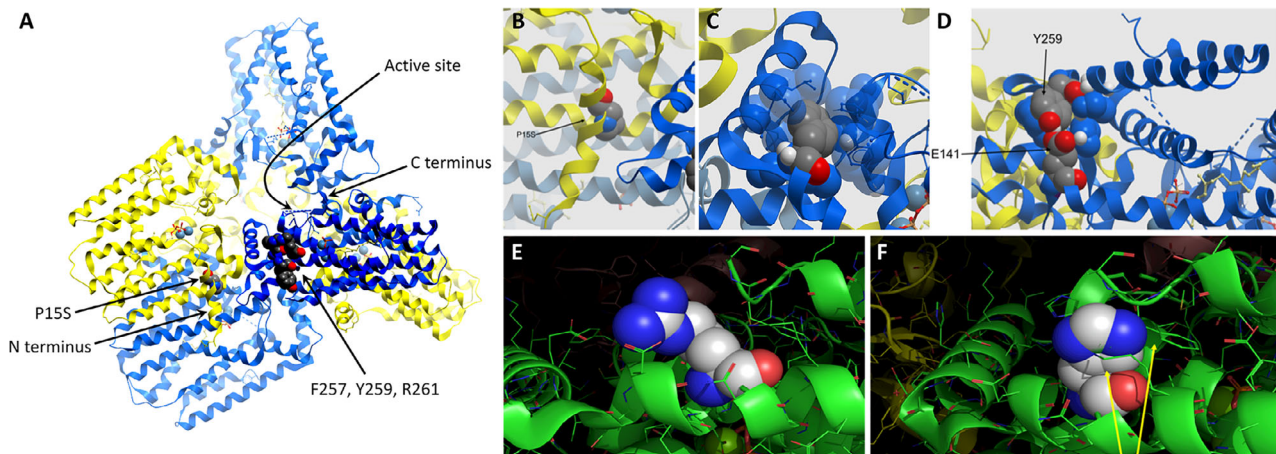 A
Active site
C terminus
P15S
N terminus
F257, Y259, R261
B
P15S
C
D
Y259
E141
E
F